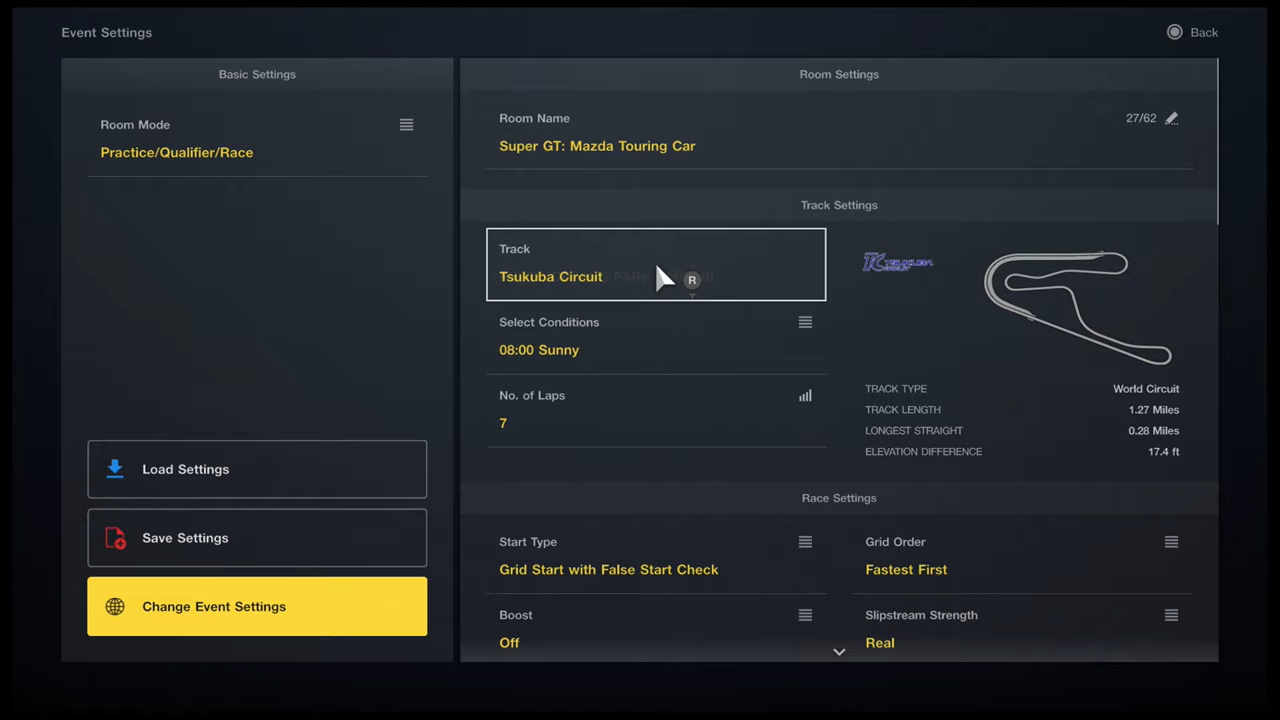 Event Settings
Back
Basic Settings
Room Mode
Practice/Qualifier/Race
Load Settings
Save Settings
Change Event Settings
Room Settings
Room Name
27/62
Super GT: Mazda Touring Car
Track Settings
Track
Tsukuba Circuit
R
Select Conditions
08:00 Sunny
No. of Laps
7
TSUKUBA
CIRCUIT
TRACK TYPE World Circuit
TRACK LENGTH 1.27 Miles
LONGEST STRAIGHT 0.28 Miles
ELEVATION DIFFERENCE 17.4 ft
Race Settings
Start Type
Grid Start with False Start Check
Grid Order
Fastest First
Boost
Off
Slipstream Strength
Real